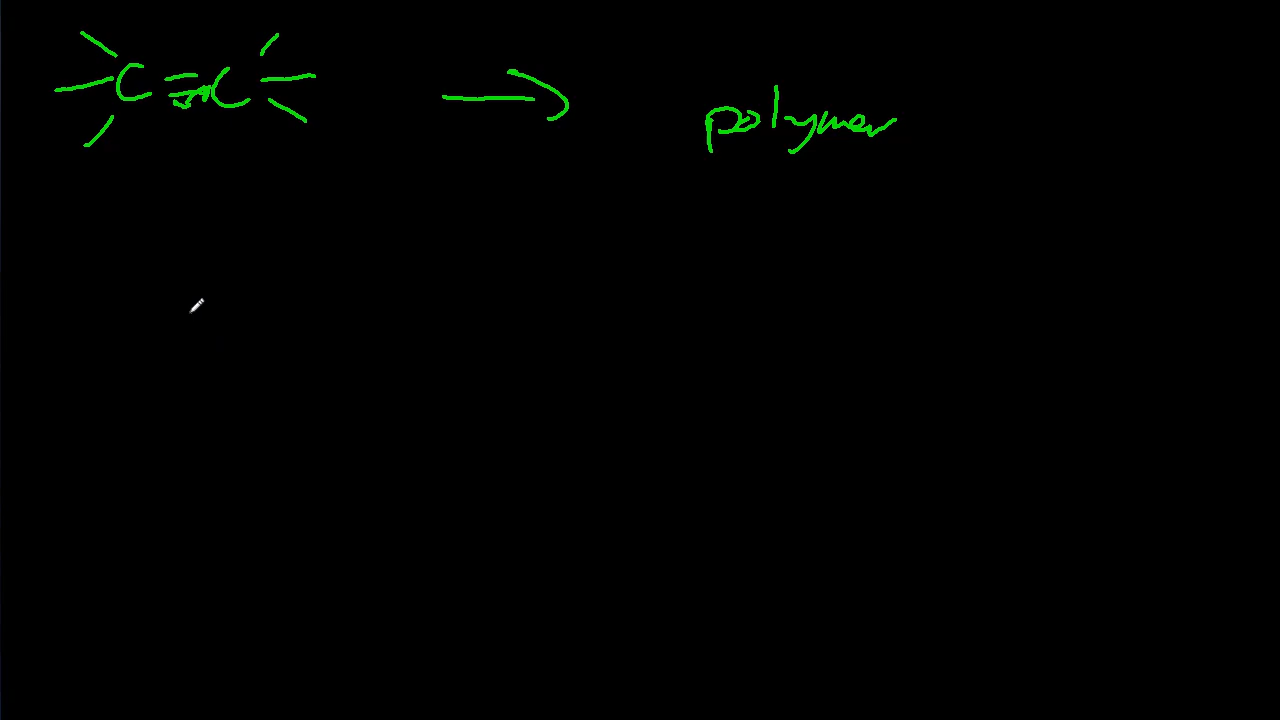 C = C → polymer